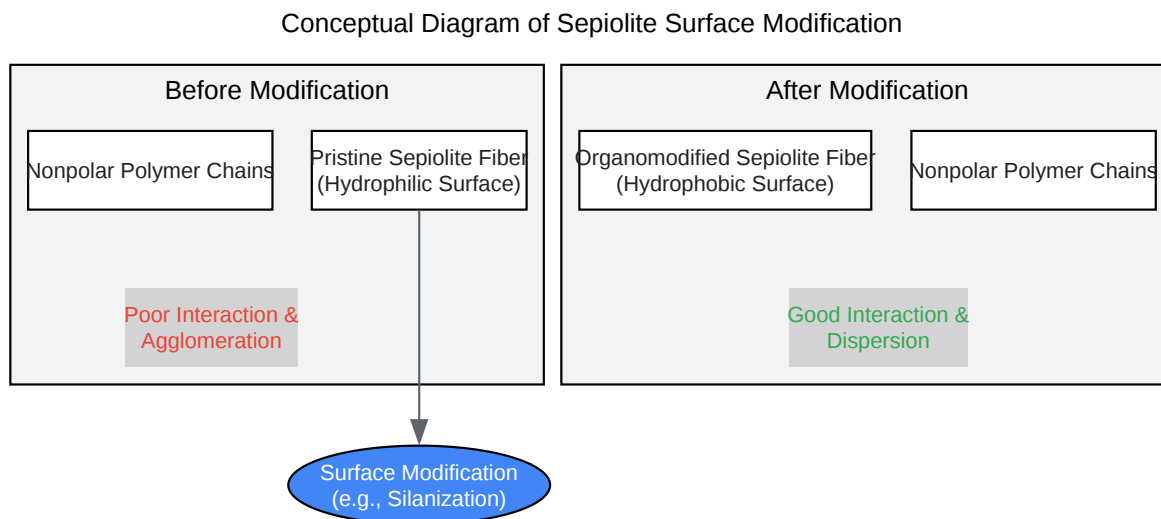 Conceptual Diagram of Sepiolite Surface Modification
Before Modification
Nonpolar Polymer Chains
Pristine Sepiolite Fiber
(Hydrophilic Surface)
Poor Interaction &
Agglomeration
After Modification
Organomodified Sepiolite Fiber
(Hydrophobic Surface)
Nonpolar Polymer Chains
Good Interaction &
Dispersion
Surface Modification
(e.g., Silanization)